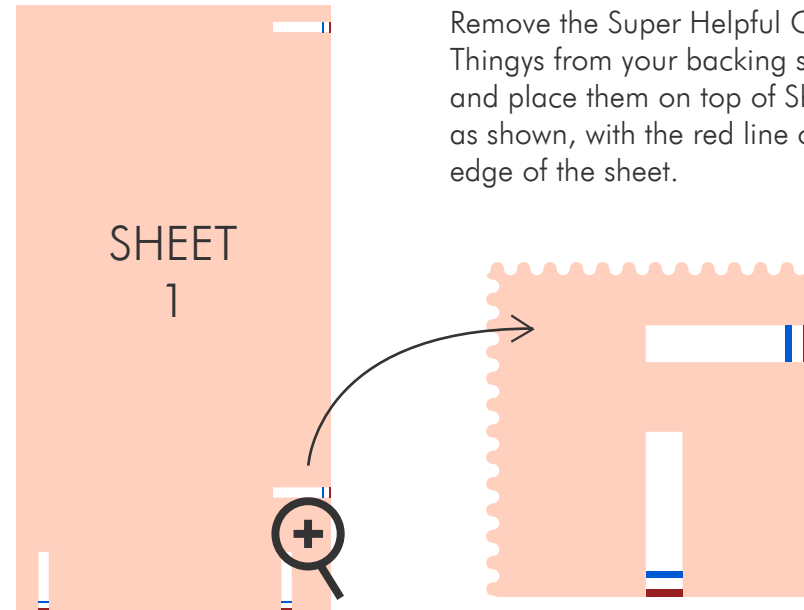 Remove the Super Helpful
Thingys from your backing
and place them on top of
as shown, with the red line
edge of the sheet.
SHEET
1